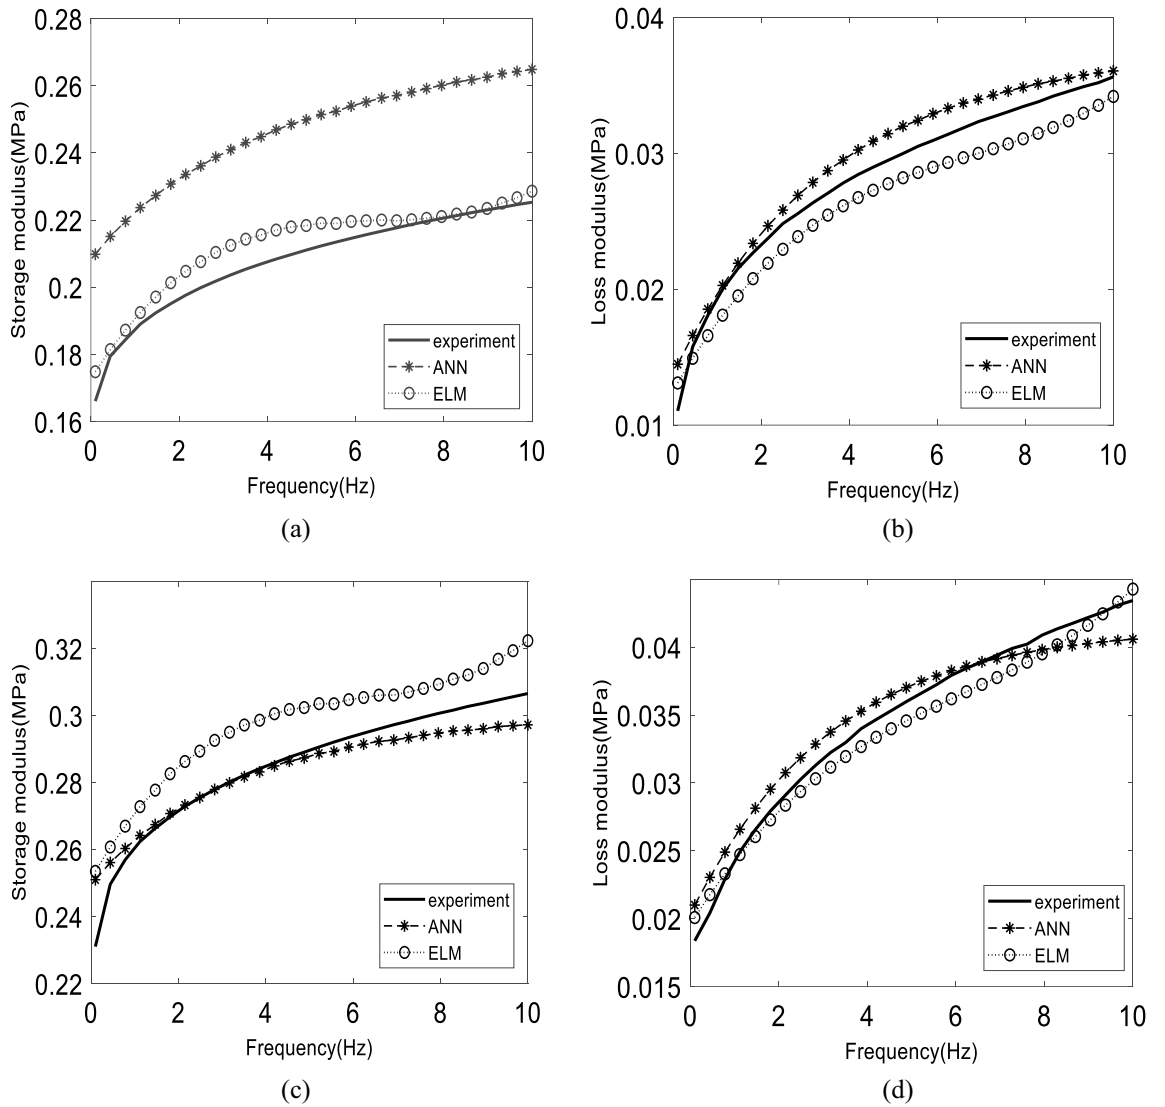 0.28
0.26
0.24
0.22
0.2
0.18
0.16
Storage modulus(MPa)
experiment
ANN
ELM
0 2 4 6 8 10
Frequency(Hz)
(a)
0.04
0.03
0.02
0.01
Loss modulus(MPa)
experiment
ANN
ELM
0 2 4 6 8 10
Frequency(Hz)
(b)
0.32
0.3
0.28
0.26
0.24
0.22
Storage modulus(MPa)
experiment
ANN
ELM
0 2 4 6 8 10
Frequency(Hz)
(c)
0.04
0.035
0.03
0.025
0.02
0.015
Loss modulus(MPa)
experiment
ANN
ELM
0 2 4 6 8 10
Frequency(Hz)
(d)